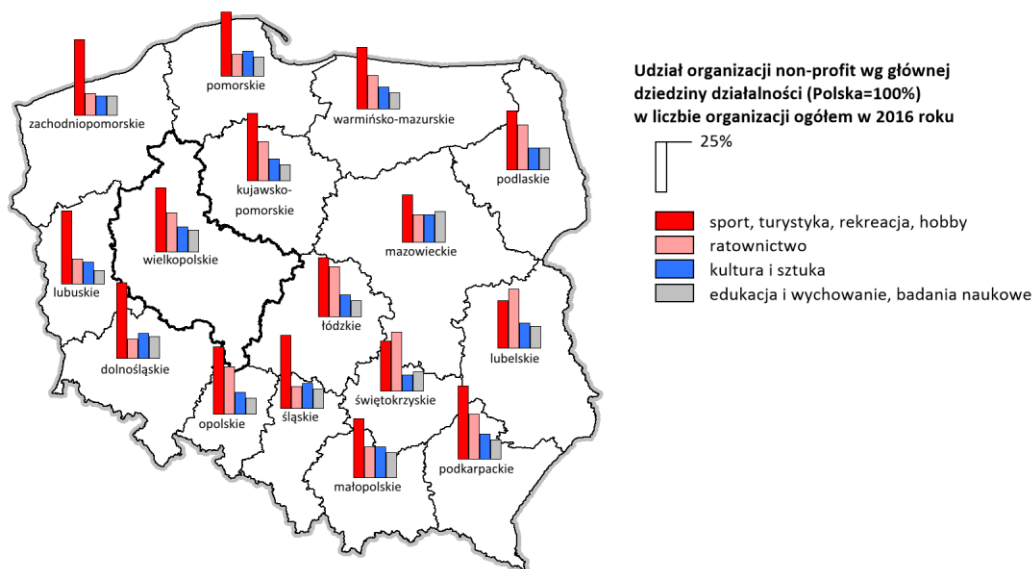 pomorskie
zachodniopomorskie
warmińsko-mazurskie
podlaskie
kujawsko-
pomorskie
mazowieckie
wielkopolskie
lubuskie
łódzkie
lubelskie
dolnośląskie
świętokrzyskie
opolskie
śląskie
podkarpackie
małopolskie
Udział organizacji non-profit wg głównej
dziedziny działalności (Polska=100%)
w liczbie organizacji ogółem w 2016 roku
25%
sport, turystyka, rekreacja, hobby
ratownictwo
kultura i sztuka
edukacja i wychowanie, badania naukowe